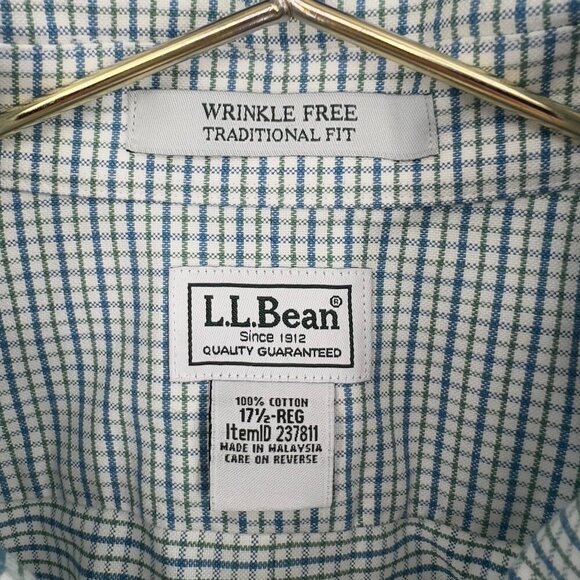 WRINKLE FREE
TRADITIONAL FIT
L.L.Bean®
Since 1912
QUALITY GUARANTEED
100% COTTON
17½-REG
ItemID 237811
MADE IN MALAYSIA
CARE ON REVERSE